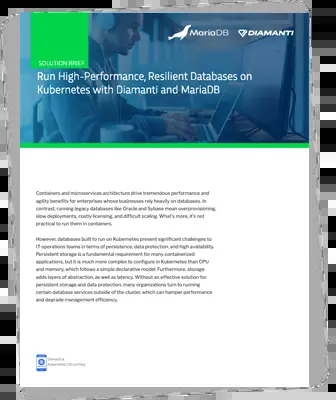 MariaDB DIAMANTI
SOLUTION BRIEF
Run High-Performance, Resilient Databases on
Kubernetes with Diamanti and MariaDB
Containers and microservices architecture drive tremendous performance and
agility benefits for enterprises whose businesses rely heavily on databases. In
contrast, running legacy databases like Oracle and Sybase mean overprovisioning,
slow deployments, costly licensing, and difficult scaling. What's more, it's not
practical to run them in containers.
However, databases built to run on Kubernetes present significant challenges to
IT operations teams in terms of persistence, data protection, and high availability.
Persistent storage is a fundamental requirement for many containerized
applications, but it is much more complex to configure in Kubernetes than CPU
and memory, which follows a simple declarative model. Furthermore, storage
adds layers of abstraction, as well as latency. Without an effective solution for
persistent storage and data protection, many organizations turn to running
certain database services outside of the cluster, which can hamper performance
and degrade management efficiency.
Diamanti is
Kubernetes certified